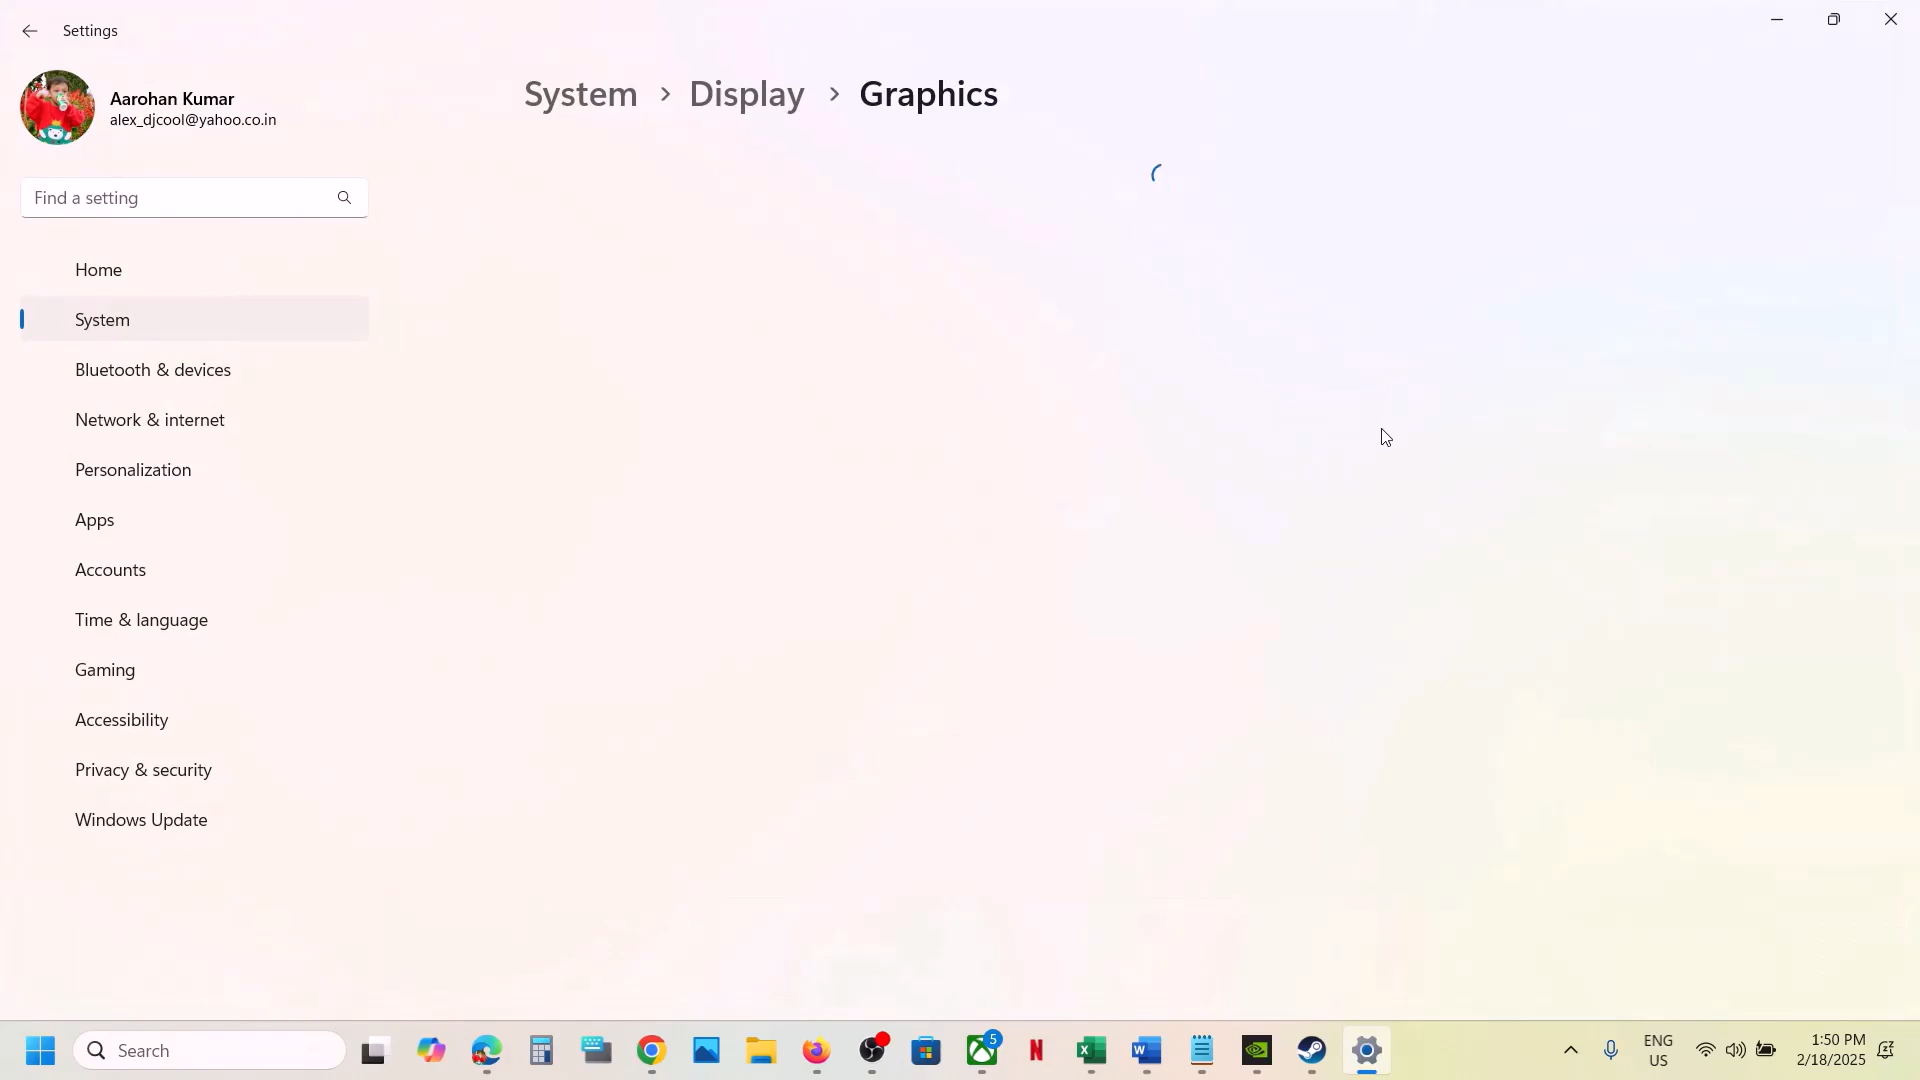 Settings
Aarohan Kumar
alex_djcool@yahoo.co.in
System > Display > Graphics
Find a setting
Home
System
Bluetooth & devices
Network & internet
Personalization
Apps
Accounts
Time & language
Gaming
Accessibility
Privacy & security
Windows Update
Search
5
ENG
US
1:50 PM
2/18/2025